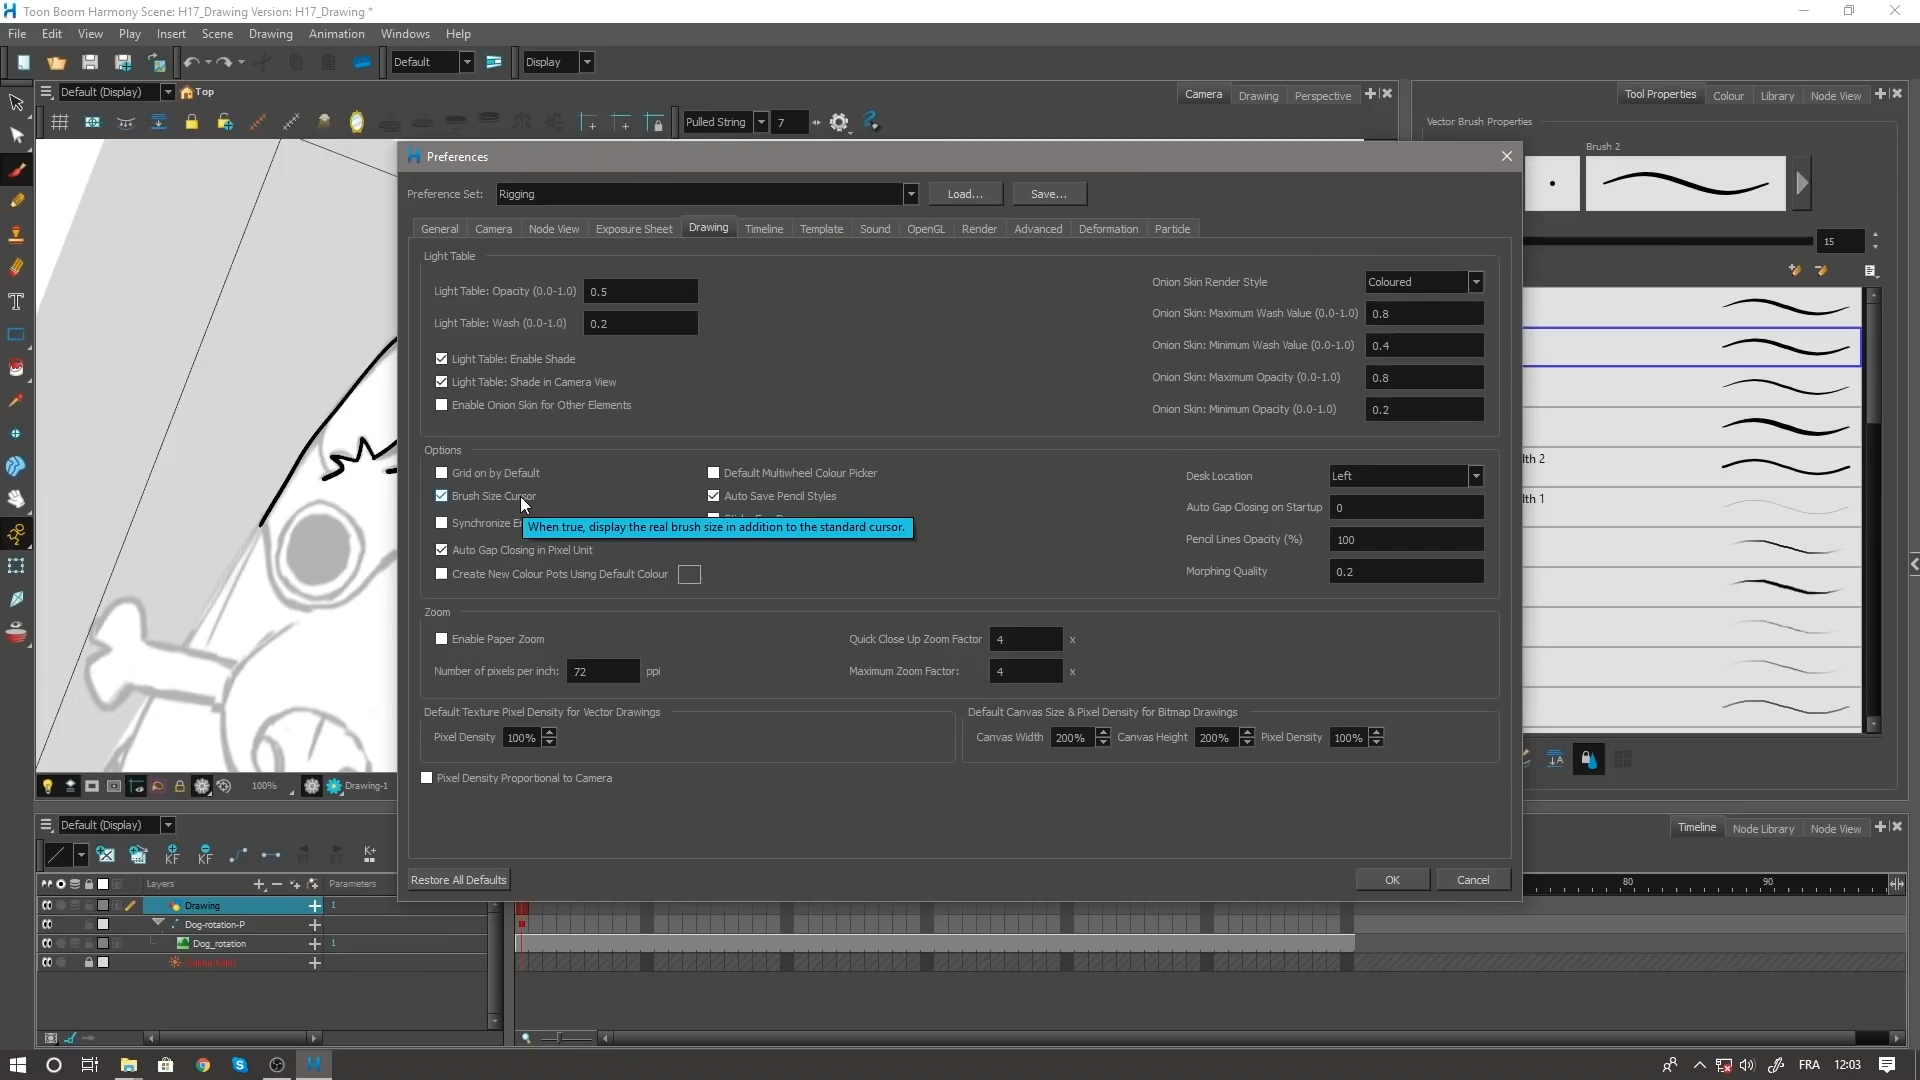 Toon Boom Harmony Scene: H17_Drawing Version: H17_Drawing *
File Edit View Play Insert Scene Drawing Animation Windows Help
Default Display
Default (Display) Top Camera Drawing Perspective
Tool Properties Colour Library Node View
Pulled String 7
Vector Brush Properties
Brush 2
15
Preferences
Preference Set: Rigging Load... Save...
General Camera Node View Exposure Sheet Drawing Timeline Template Sound OpenGL Render Advanced Deformation Particle
Light Table
Light Table: Opacity (0.0-1.0) 0.5
Light Table: Wash (0.0-1.0) 0.2
Light Table: Enable Shade
Light Table: Shade in Camera View
Enable Onion Skin for Other Elements
Onion Skin Render Style Coloured
Onion Skin: Maximum Wash Value (0.0-1.0) 0.8
Onion Skin: Minimum Wash Value (0.0-1.0) 0.4
Onion Skin: Maximum Opacity (0.0-1.0) 0.8
Onion Skin: Minimum Opacity (0.0-1.0) 0.2
Options
Grid on by Default
Brush Size Cursor
Synchronize
Auto Gap Closing in Pixel Unit
Create New Colour Pots Using Default Colour
Default Multiwheel Colour Picker
Auto Save Pencil Styles
When true, display the real brush size in addition to the standard cursor.
Desk Location Left
Auto Gap Closing on Startup 0
Pencil Lines Opacity (%) 100
Morphing Quality 0.2
lth 2
lth 1
Zoom
Enable Paper Zoom
Number of pixels per inch: 72 ppi
Quick Close Up Zoom Factor 4 x
Maximum Zoom Factor: 4 x
Default Texture Pixel Density for Vector Drawings
Pixel Density 100%
Default Canvas Size & Pixel Density for Bitmap Drawings
Canvas Width 200% Canvas Height 200% Pixel Density 100%
Pixel Density Proportional to Camera
Restore All Defaults OK Cancel
100% Drawing-1
Default (Display)
Timeline Node Library Node View
KF KF K+
Layers Parameters
80 90
Drawing 1
Dog-rotation-P
Dog_rotation 1
FRA 12:03